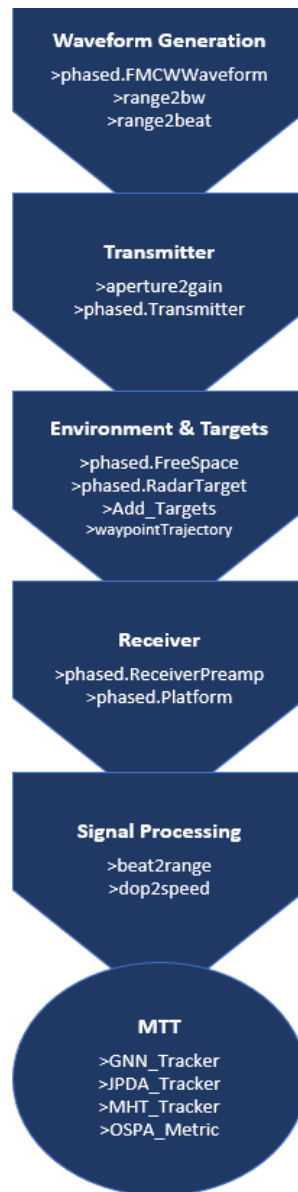 Waveform Generation
>phased.FMCWWaveform
>range2bw
>range2beat
Transmitter
>aperture2gain
>phased.Transmitter
Environment & Targets
>phased.FreeSpace
>phased.RadarTarget
>Add_Targets
>waypointTrajectory
Receiver
>phased.ReceiverPreamp
>phased.Platform
Signal Processing
>beat2range
>dop2speed
MTT
>GNN_Tracker
>JPDA_Tracker
>MHT_Tracker
>OSPA_Metric